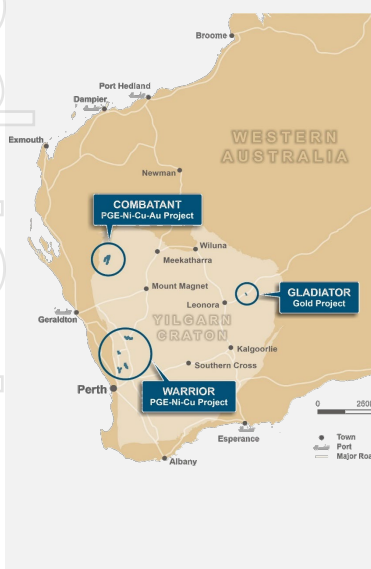 Broome
Port Hedland
Dampier
Exmouth
WESTERN
AUSTRALIA
Newman
COMBATANT
PGE-Ni-Cu-Au Project
Wiluna
Meekatharra
GLADIATOR
Gold Project
Mount Magnet
Leonora
Geraldton
YILGARN
CRATON
Kalgoorlie
Southern Cross
Perth
WARRIOR
PGE-Ni-Cu Project
Esperance
Albany
0
Town
Port
Major